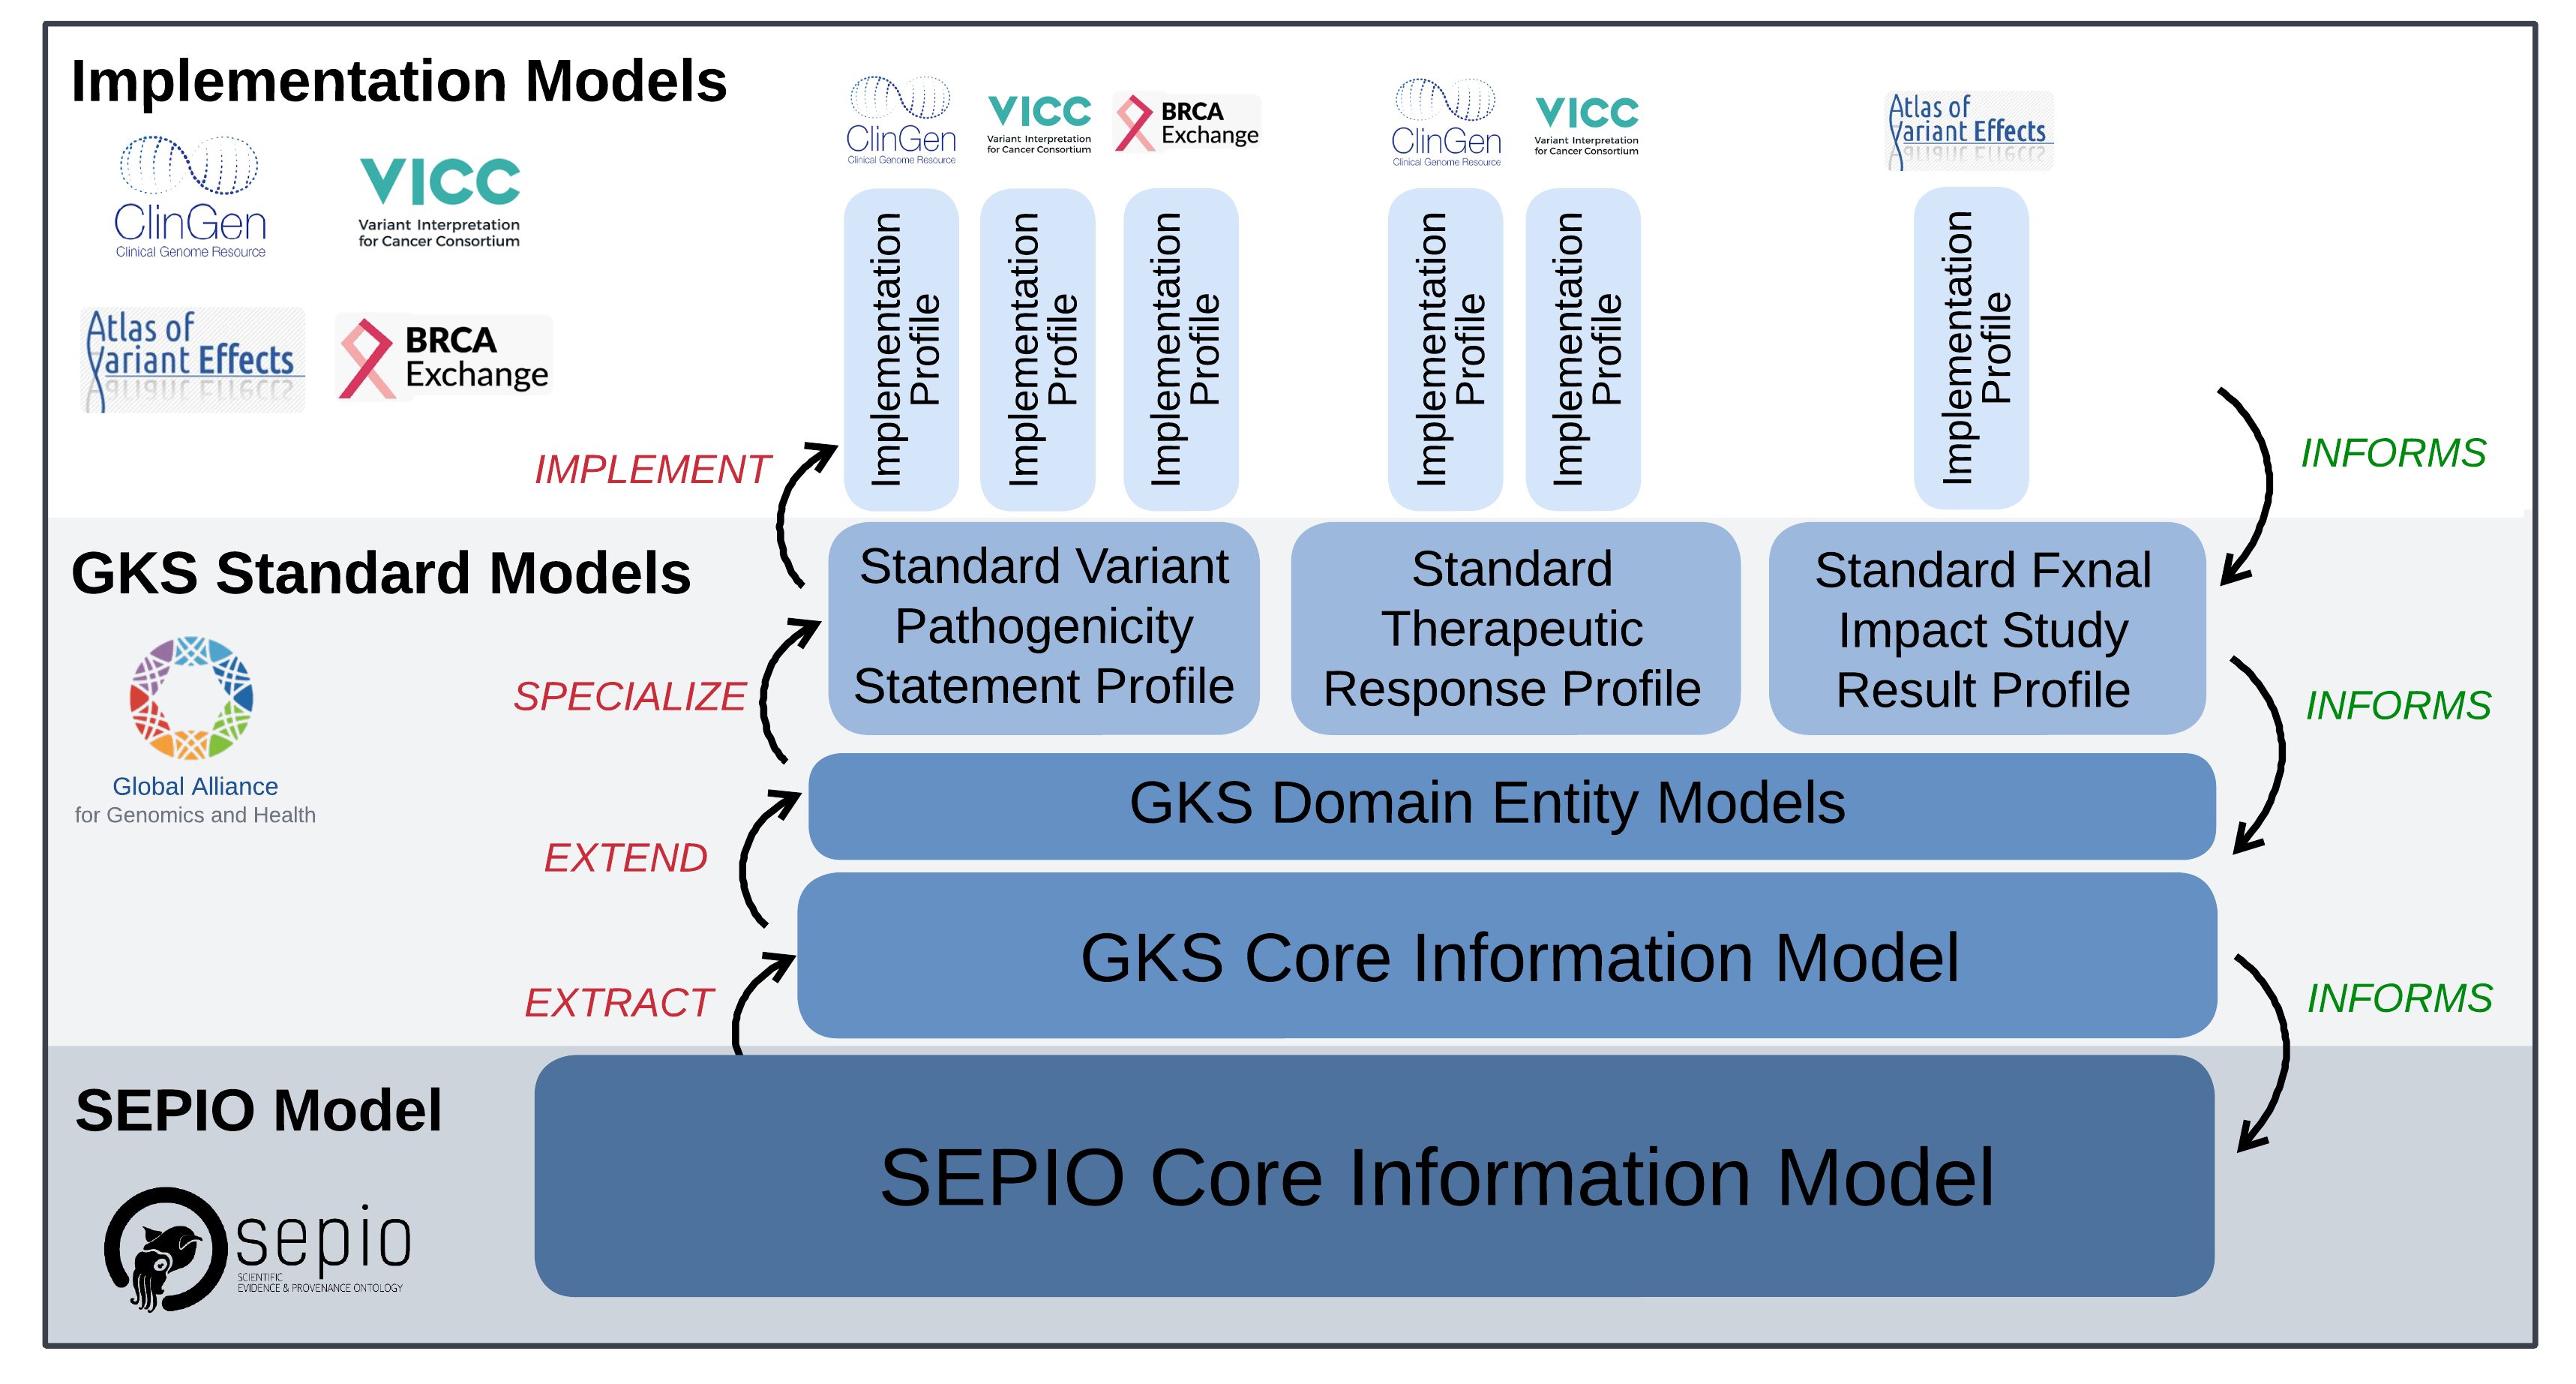 Implementation Models
ClinGen
Clinical Genome Resource
VICC
Variant Interpretation
for Cancer Consortium
Atlas of
Variant Effects
BRCA
Exchange
ClinGen
Clinical Genome Resource
VICC
Variant Interpretation
for Cancer Consortium
BRCA
Exchange
ClinGen
Clinical Genome Resource
VICC
Variant Interpretation
for Cancer Consortium
Atlas of
Variant Effects
Implementation
Profile
Implementation
Profile
Implementation
Profile
Implementation
Profile
Implementation
Profile
Implementation
Profile
IMPLEMENT
INFORMS
GKS Standard Models
Global Alliance
for Genomics and Health
Standard Variant
Pathogenicity
Statement Profile
Standard
Therapeutic
Response Profile
Standard Fxnal
Impact Study
Result Profile
SPECIALIZE
INFORMS
GKS Domain Entity Models
EXTEND
GKS Core Information Model
EXTRACT
INFORMS
SEPIO Model
sepio
SCIENTIFIC
EVIDENCE & PROVENANCE ONTOLOGY
SEPIO Core Information Model